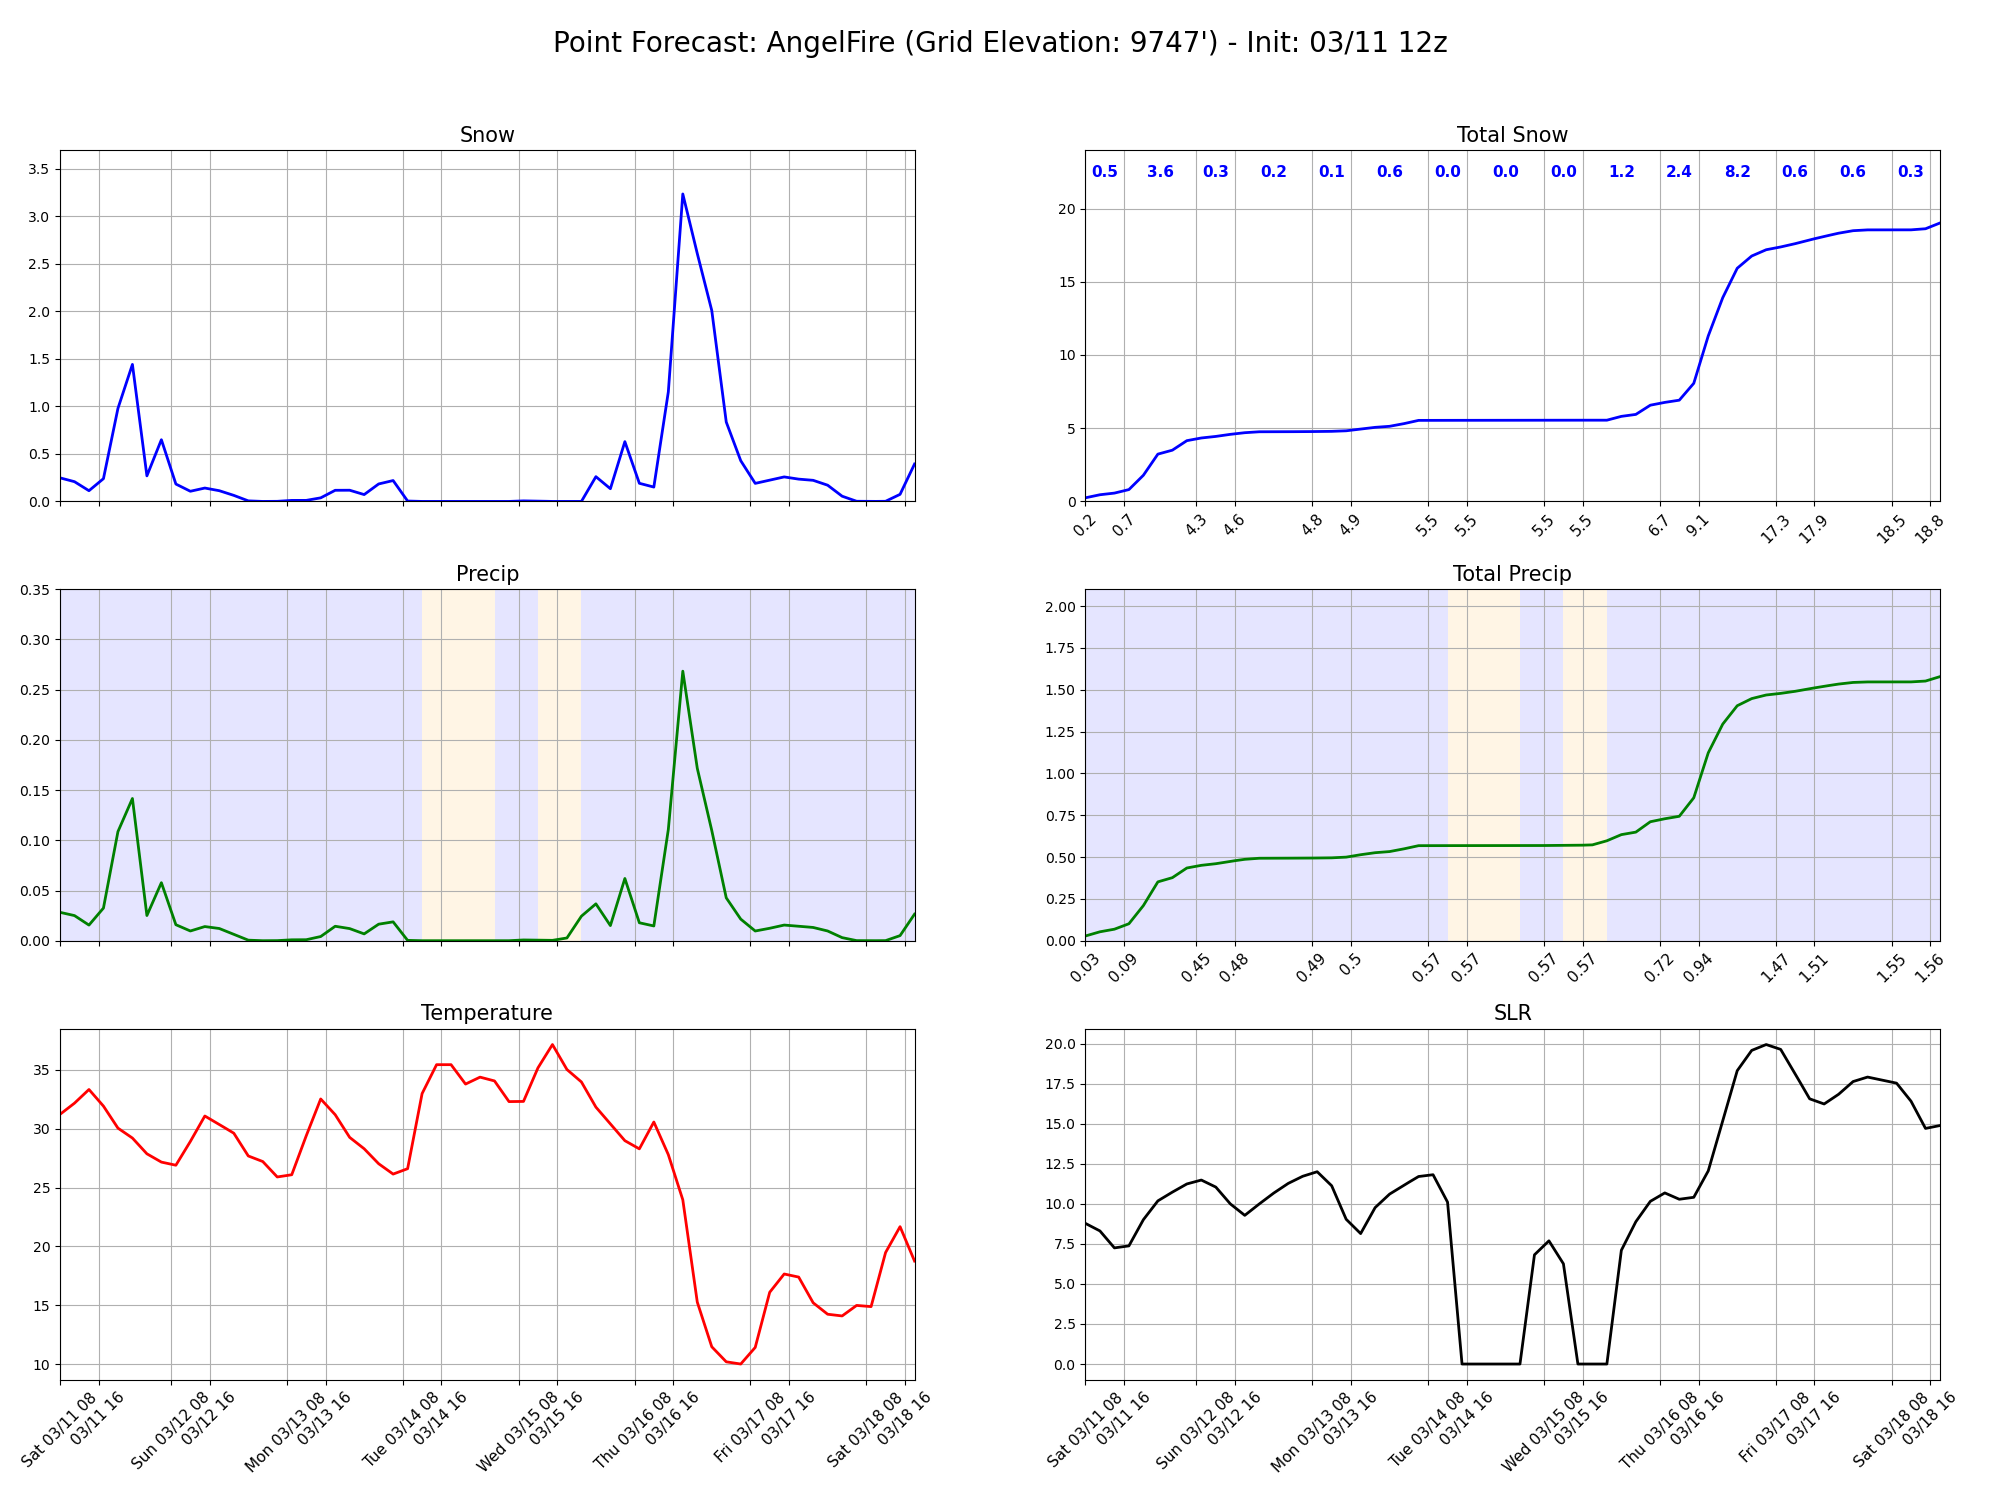 Point Forecast: AngelFire (Grid Elevation: 9747') - Init: 03/11 12z
Snow
3.5
3.0
2.5
2.0
1.5
1.0
0.5
0.0
Total Snow
0.5 3.6 0.3 0.2 0.1 0.6 0.0 0.0 0.0 1.2 2.4 8.2 0.6 0.6 0.3
20
15
10
5
0
0.2 0.7 4.3 4.6 4.8 4.9 5.5 5.5 5.5 5.5 6.7 9.1 17.3 17.9 18.5 18.8
Precip
0.35
0.30
0.25
0.20
0.15
0.10
0.05
0.00
Total Precip
2.00
1.75
1.50
1.25
1.00
0.75
0.50
0.25
0.00
0.03 0.09 0.45 0.48 0.49 0.5 0.57 0.57 0.57 0.57 0.72 0.94 1.47 1.51 1.55 1.56
Temperature
35
30
25
20
15
10
Sat 03/11 08
03/11 16
Sun 03/12 08
03/12 16
Mon 03/13 08
03/13 16
Tue 03/14 08
03/14 16
Wed 03/15 08
03/15 16
Thu 03/16 08
03/16 16
Fri 03/17 08
03/17 16
Sat 03/18 08
03/18 16
SLR
20.0
17.5
15.0
12.5
10.0
7.5
5.0
2.5
0.0
Sat 03/11 08
03/11 16
Sun 03/12 08
03/12 16
Mon 03/13 08
03/13 16
Tue 03/14 08
03/14 16
Wed 03/15 08
03/15 16
Thu 03/16 08
03/16 16
Fri 03/17 08
03/17 16
Sat 03/18 08
03/18 16